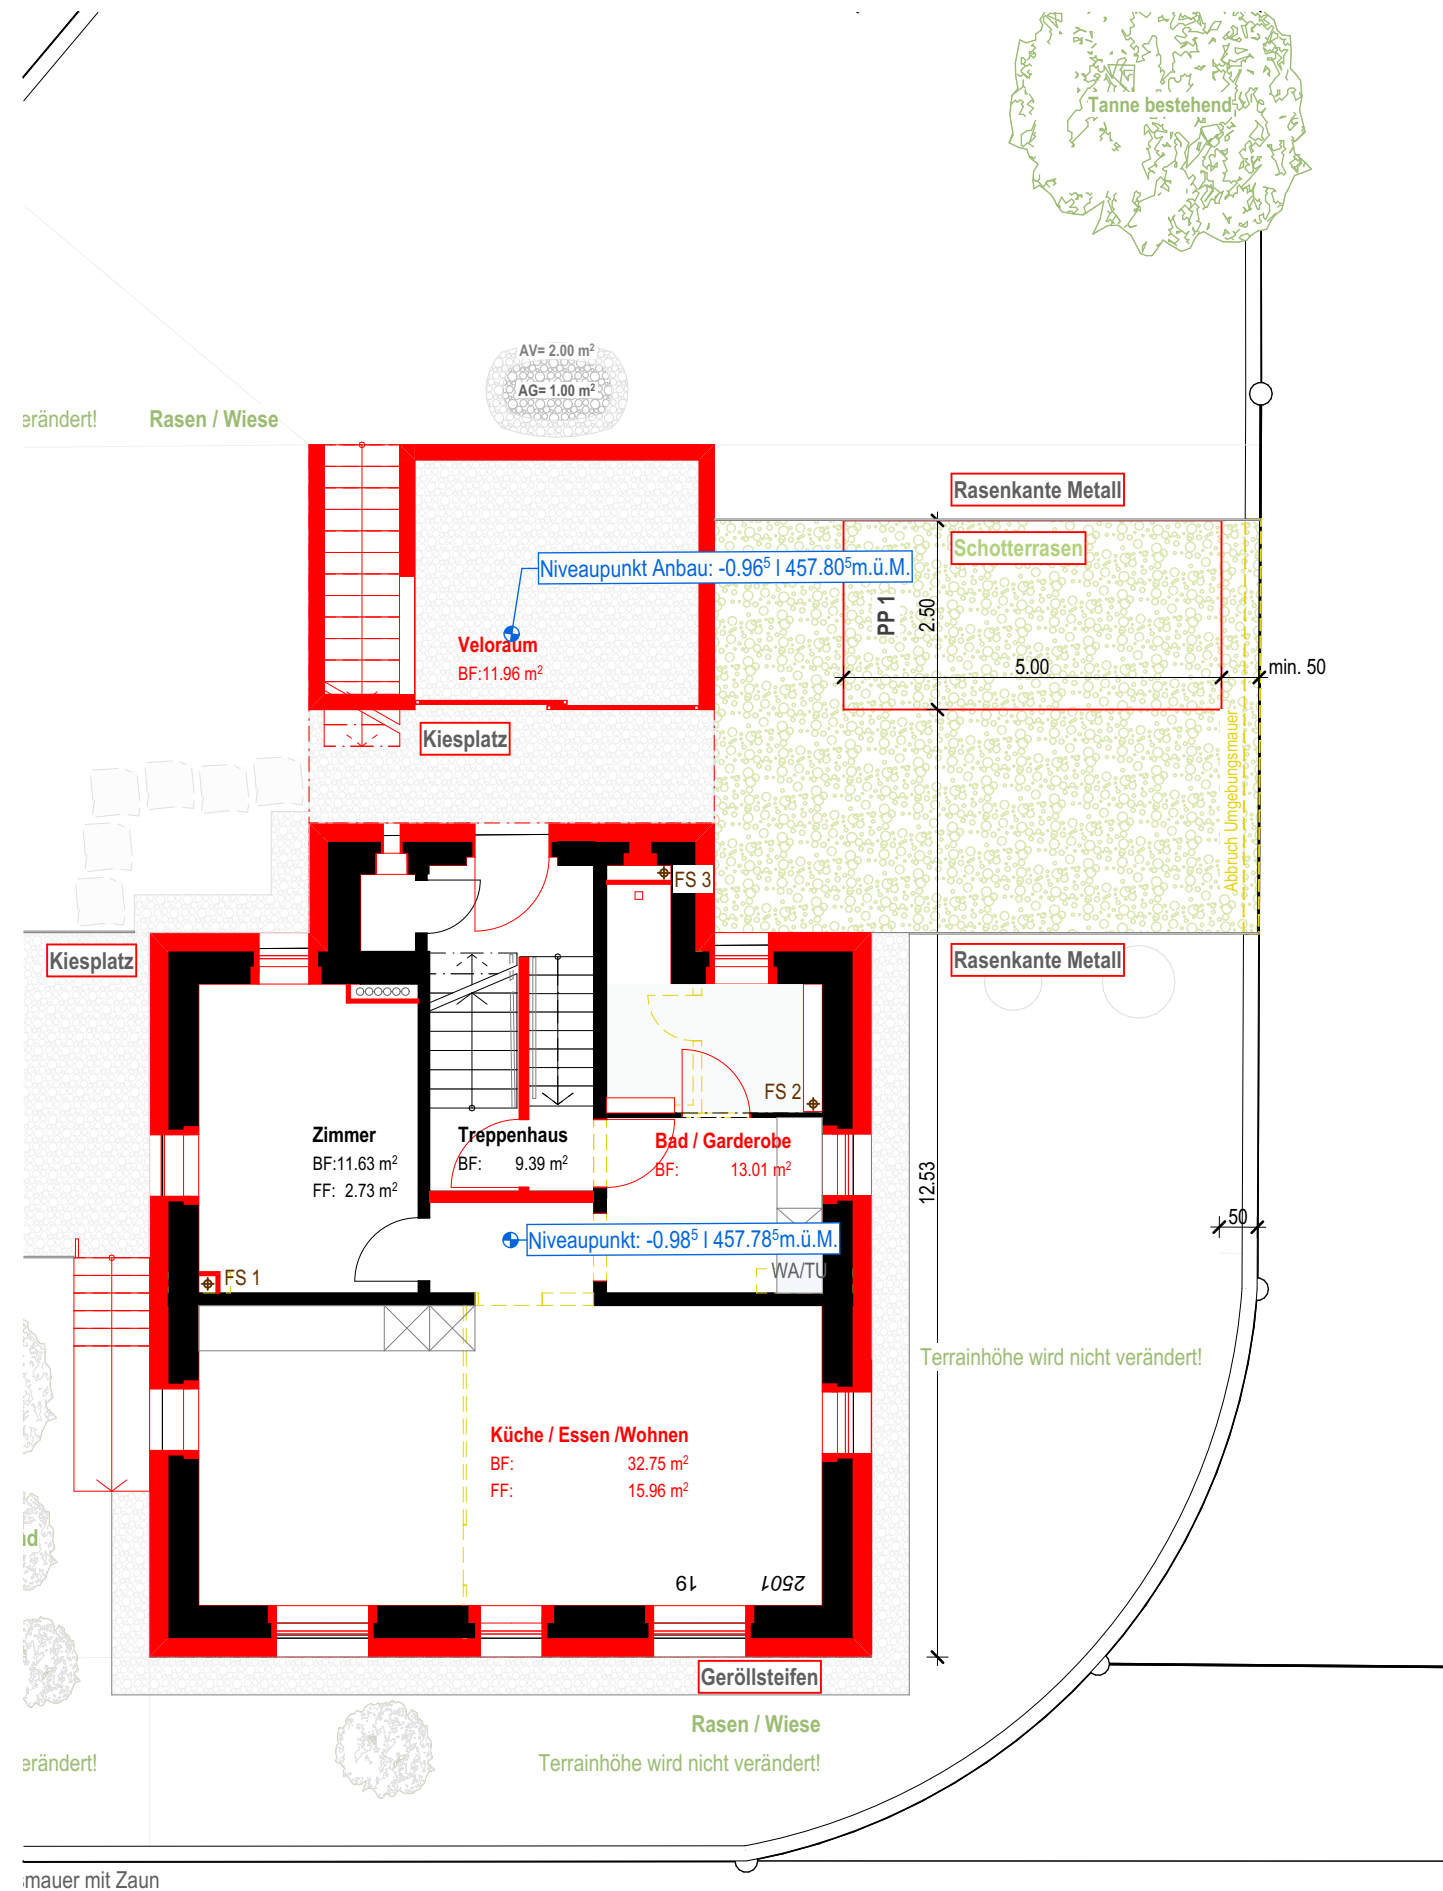 Tanne bestehend
AV= 2.00 m²
AG= 1.00 m²
erändert!
Rasen / Wiese
Rasenkante Metall
Schotterrasen
Niveaupunkt Anbau: -0.96⁵ I 457.80⁵m.ü.M.
PP 1
2.50
Veloraum
BF:11.96 m²
5.00
min. 50
Kiesplatz
Abbruch Umgebungsmauer
FS 3
Kiesplatz
Rasenkante Metall
FS 2
Zimmer
BF:11.63 m²
FF: 2.73 m²
Treppenhaus
BF: 9.39 m²
Bad / Garderobe
BF: 13.01 m²
12.53
50
Niveaupunkt: -0.98⁵ I 457.78⁵m.ü.M.
FS 1
WA/TU
Terrainhöhe wird nicht verändert!
Küche / Essen /Wohnen
BF: 32.75 m²
FF: 15.96 m²
nd
19
2501
Geröllsteifen
Rasen / Wiese
erändert!
Terrainhöhe wird nicht verändert!
smauer mit Zaun